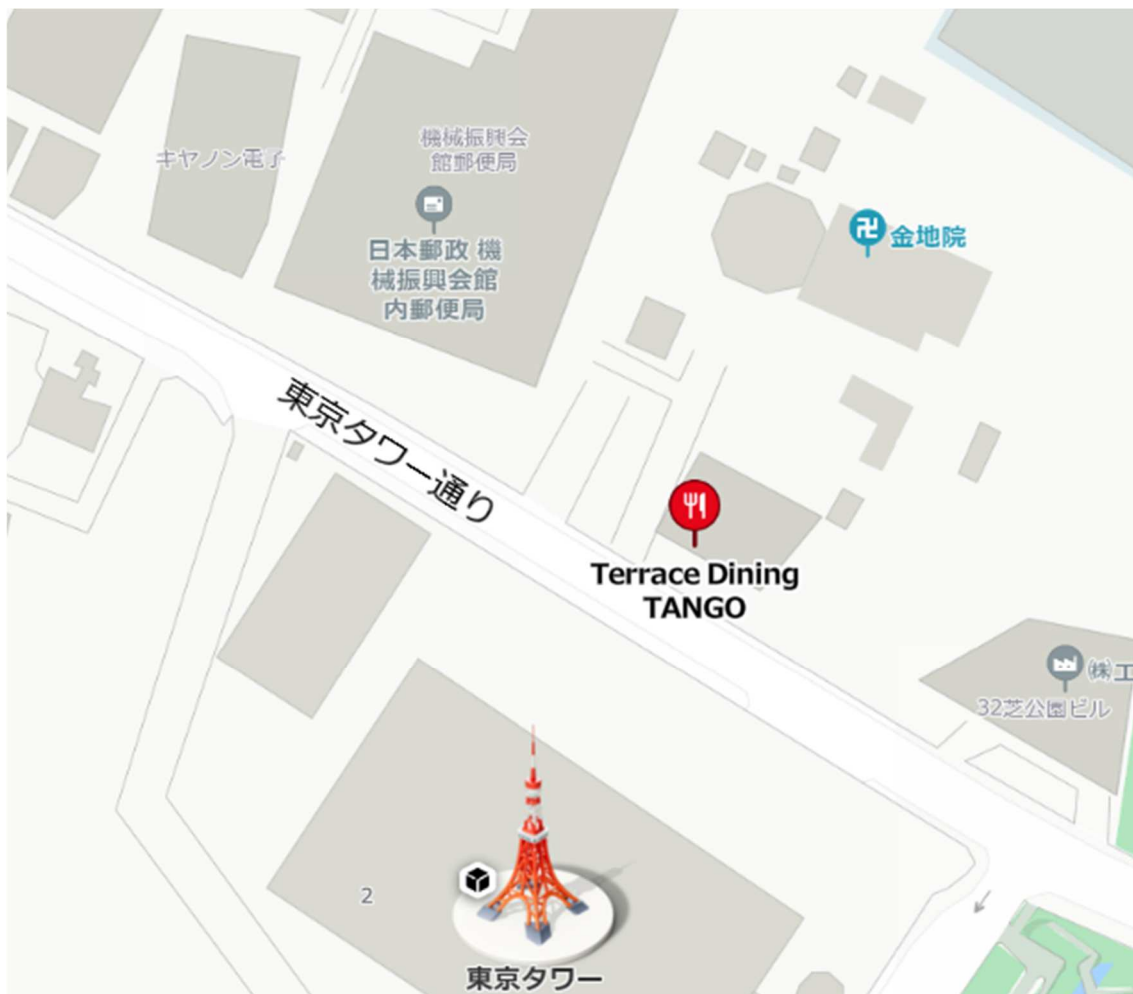 機械振興会
館郵便局
キヤノン電子
日本郵政 機
械振興会館
内郵便局
金地院
東京タワー通り
Terrace Dining
TANGO
㈱工
32芝公園ビル
2
東京タワー